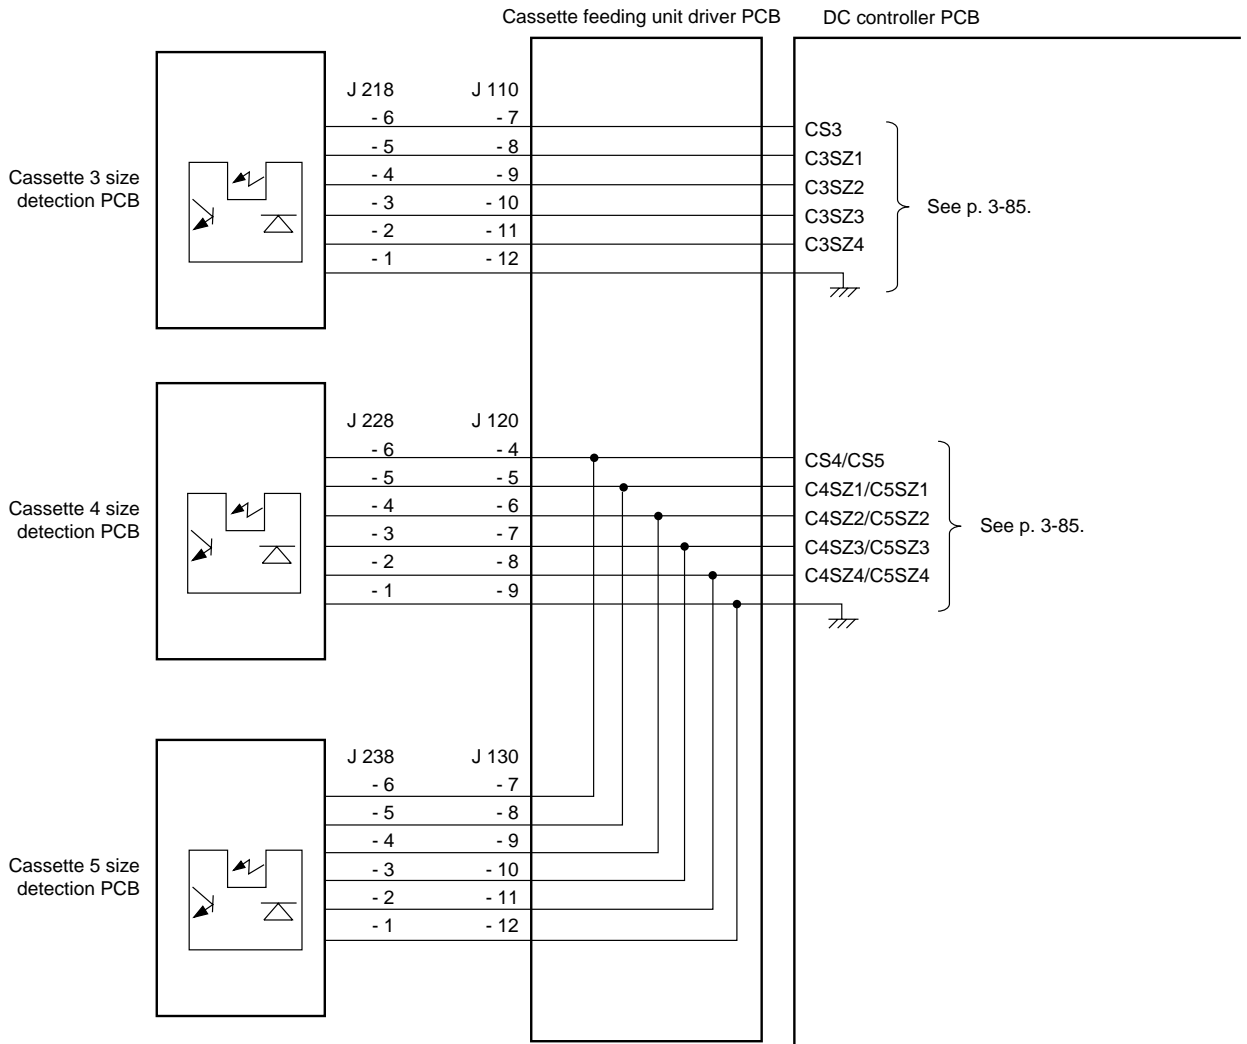 Cassette feeding unit driver PCB DC controller PCB
J 218 J 110
- 6 - 7 CS3
- 5 - 8 C3SZ1
- 4 - 9 C3SZ2
- 3 - 10 C3SZ3
- 2 - 11 C3SZ4
- 1 - 12
Cassette 3 size
detection PCB
See p. 3-85.
J 228 J 120
- 6 - 4 CS4/CS5
- 5 - 5 C4SZ1/C5SZ1
- 4 - 6 C4SZ2/C5SZ2
- 3 - 7 C4SZ3/C5SZ3
- 2 - 8 C4SZ4/C5SZ4
- 1 - 9
Cassette 4 size
detection PCB
See p. 3-85.
J 238 J 130
- 6 - 7
- 5 - 8
- 4 - 9
- 3 - 10
- 2 - 11
- 1 - 12
Cassette 5 size
detection PCB